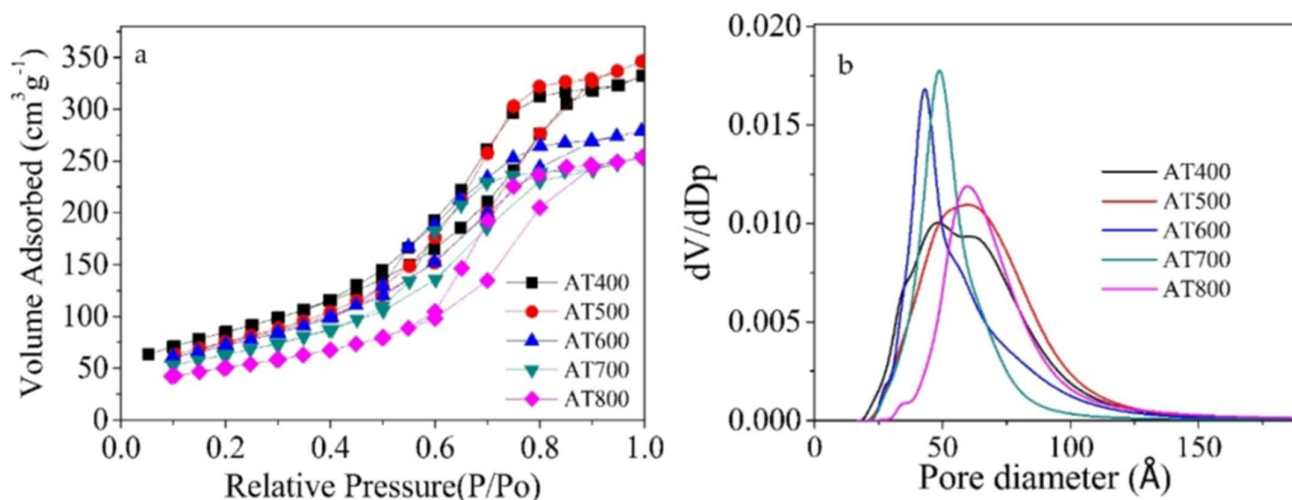 a
Volume Adsorbed (cm³g⁻¹)
350
300
250
200
150
100
50
0
0.0 0.2 0.4 0.6 0.8 1.0
Relative Pressure(P/Po)
AT400
AT500
AT600
AT700
AT800
b
dV/dDp
0.020
0.015
0.010
0.005
0.000
0 50 100 150
Pore diameter (Å)
AT400
AT500
AT600
AT700
AT800